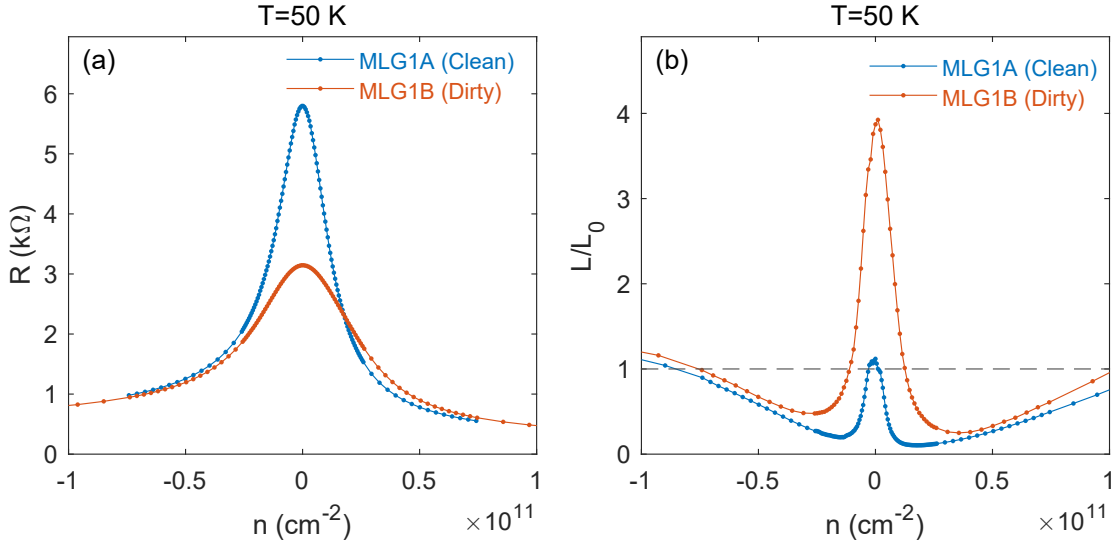 T=50 K
(a)
MLG1A (Clean)
MLG1B (Dirty)
R (kΩ)
6
5
4
3
2
1
0
-1
-0.5
0
0.5
1
n (cm⁻²)
×10¹¹
T=50 K
(b)
MLG1A (Clean)
MLG1B (Dirty)
L/L₀
4
3
2
1
0
-1
-0.5
0
0.5
1
n (cm⁻²)
×10¹¹